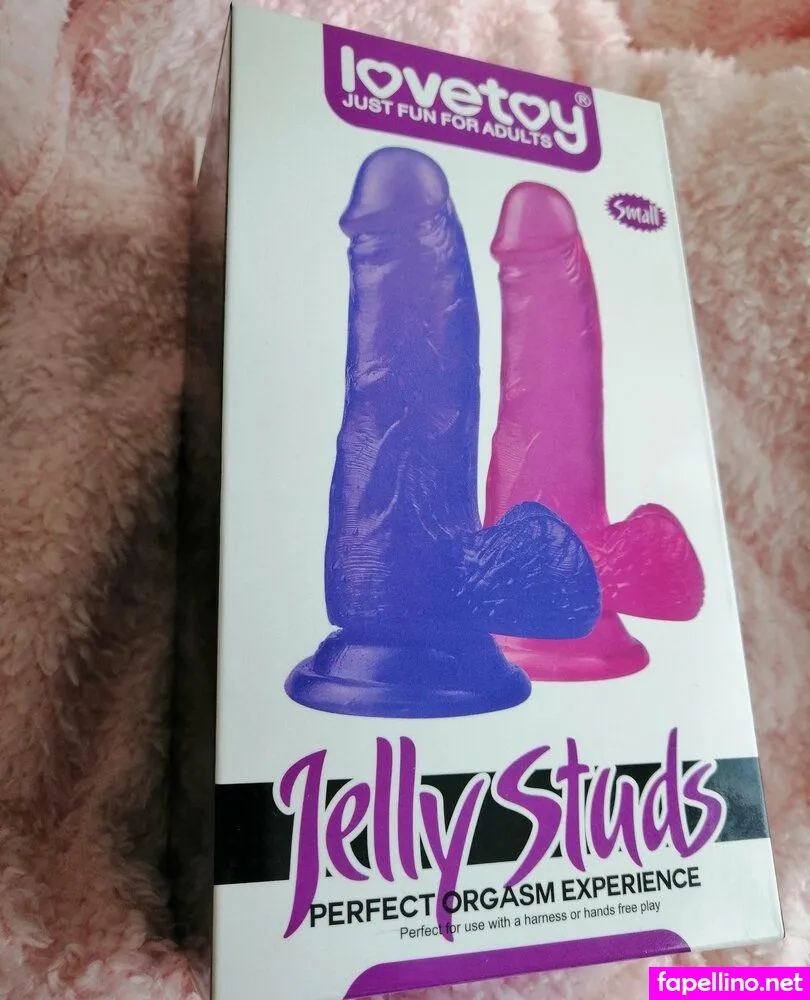 lovetoy®
JUST FUN FOR ADULTS
Small
Jelly Studs
PERFECT ORGASM EXPERIENCE
Perfect for use with a harness or hands free play
fapellino.net